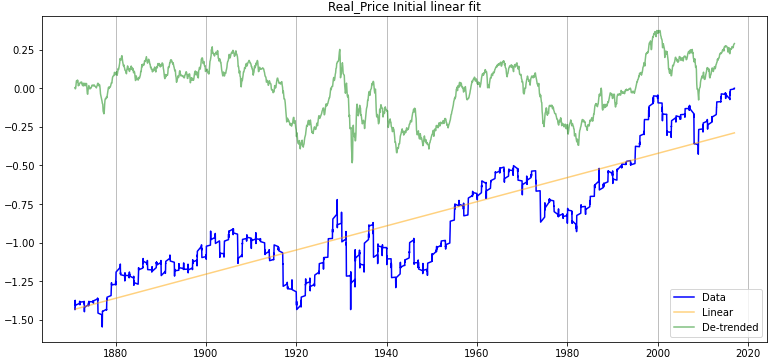 Real_Price Initial linear fit
0.25
0.00
−0.25
−0.50
−0.75
−1.00
−1.25
−1.50
1880 1900 1920 1940 1960 1980 2000 2020
Data
Linear
De-trended